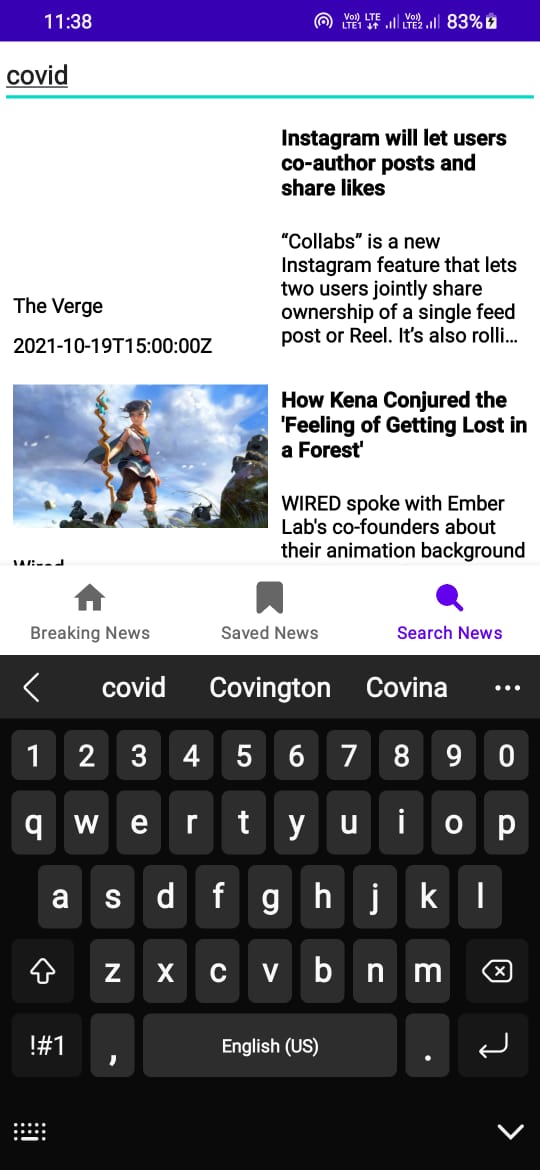 11:38
Vo) LTE
LTE1
Vo)
LTE2
83%
covid
Instagram will let users
co-author posts and
share likes
“Collabs” is a new
Instagram feature that lets
two users jointly share
ownership of a single feed
post or Reel. It’s also rolli…
The Verge
2021-10-19T15:00:00Z
How Kena Conjured the
'Feeling of Getting Lost in
a Forest'
WIRED spoke with Ember
Lab's co-founders about
their animation background
Wired
Breaking News
Saved News
Search News
covid
Covington
Covina
1 2 3 4 5 6 7 8 9 0
q w e r t y u i o p
a s d f g h j k l
z x c v b n m
!#1 , English (US) .